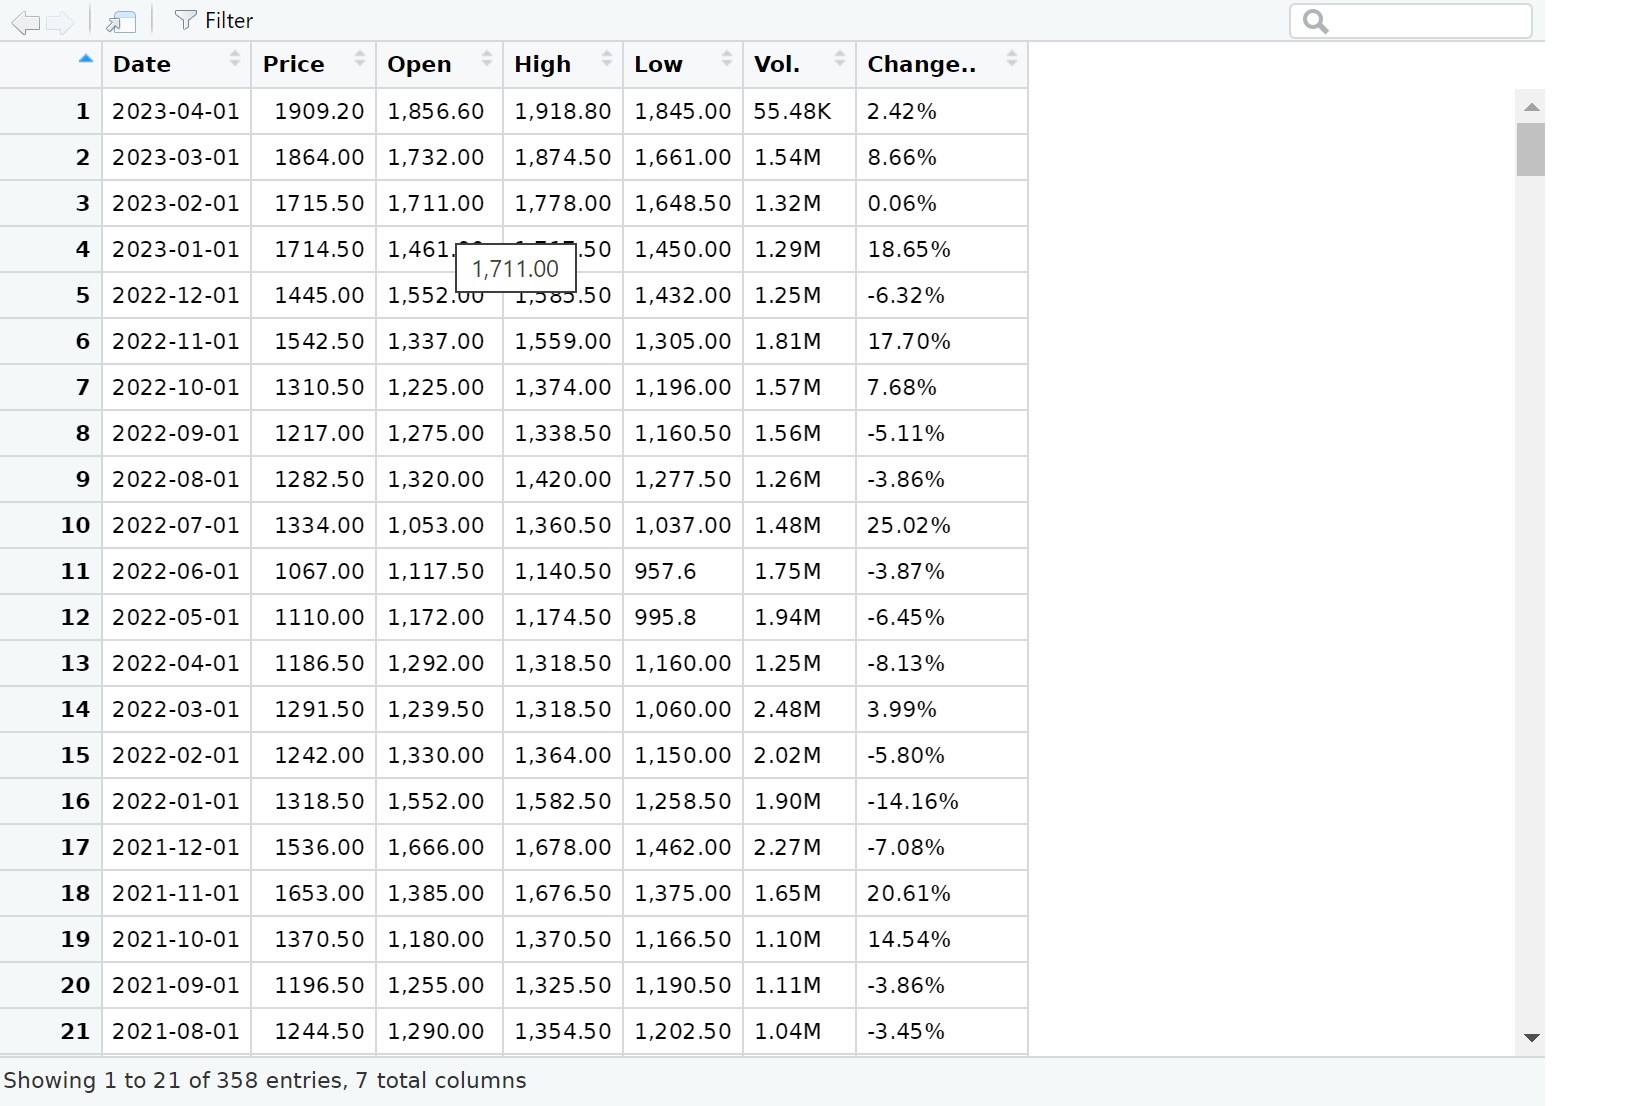 Filter
Date Price Open High Low Vol. Change..
1 2023-04-01 1909.20 1,856.60 1,918.80 1,845.00 55.48K 2.42%
2 2023-03-01 1864.00 1,732.00 1,874.50 1,661.00 1.54M 8.66%
3 2023-02-01 1715.50 1,711.00 1,778.00 1,648.50 1.32M 0.06%
4 2023-01-01 1714.50 1,450.00 1.29M 18.65%
1,711.00
5 2022-12-01 1445.00 1,552.00 1,585.50 1,432.00 1.25M -6.32%
6 2022-11-01 1542.50 1,337.00 1,559.00 1,305.00 1.81M 17.70%
7 2022-10-01 1310.50 1,225.00 1,374.00 1,196.00 1.57M 7.68%
8 2022-09-01 1217.00 1,275.00 1,338.50 1,160.50 1.56M -5.11%
9 2022-08-01 1282.50 1,320.00 1,420.00 1,277.50 1.26M -3.86%
10 2022-07-01 1334.00 1,053.00 1,360.50 1,037.00 1.48M 25.02%
11 2022-06-01 1067.00 1,117.50 1,140.50 957.6 1.75M -3.87%
12 2022-05-01 1110.00 1,172.00 1,174.50 995.8 1.94M -6.45%
13 2022-04-01 1186.50 1,292.00 1,318.50 1,160.00 1.25M -8.13%
14 2022-03-01 1291.50 1,239.50 1,318.50 1,060.00 2.48M 3.99%
15 2022-02-01 1242.00 1,330.00 1,364.00 1,150.00 2.02M -5.80%
16 2022-01-01 1318.50 1,552.00 1,582.50 1,258.50 1.90M -14.16%
17 2021-12-01 1536.00 1,666.00 1,678.00 1,462.00 2.27M -7.08%
18 2021-11-01 1653.00 1,385.00 1,676.50 1,375.00 1.65M 20.61%
19 2021-10-01 1370.50 1,180.00 1,370.50 1,166.50 1.10M 14.54%
20 2021-09-01 1196.50 1,255.00 1,325.50 1,190.50 1.11M -3.86%
21 2021-08-01 1244.50 1,290.00 1,354.50 1,202.50 1.04M -3.45%
Showing 1 to 21 of 358 entries, 7 total columns